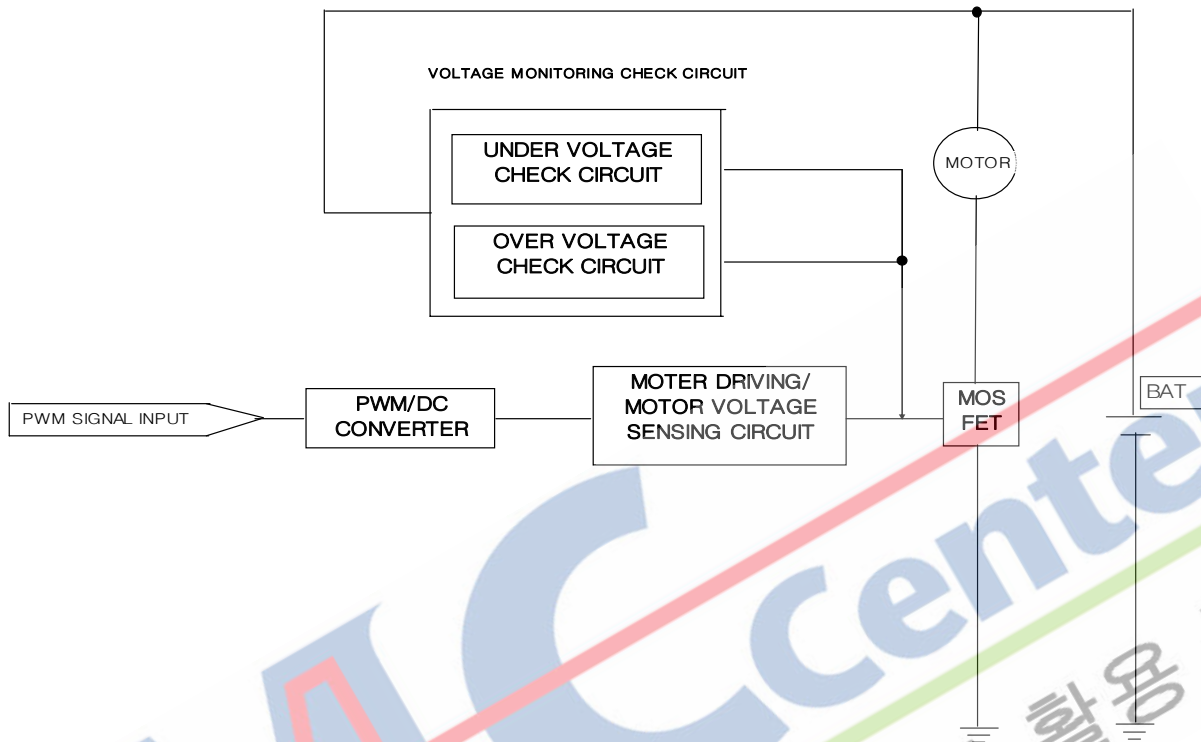 VOLTAGE MONITORING CHECK CIRCUIT
UNDER VOLTAGE
CHECK CIRCUIT
OVER VOLTAGE
CHECK CIRCUIT
MOTOR
PWM SIGNAL INPUT
PWM/DC
CONVERTER
MOTER DRIVING/
MOTOR VOLTAGE
SENSING CIRCUIT
MOS
FET
BAT
Center
활용